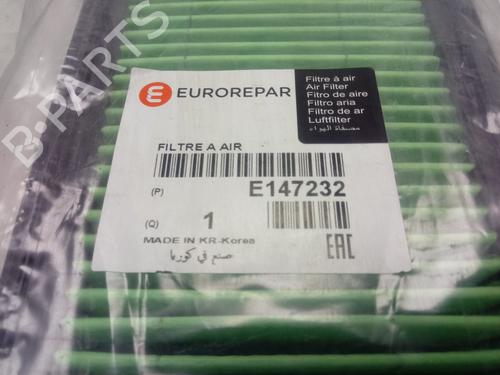 EUROREPAR
Filtre à air
Air Filter
Fitro de aire
Filtro aria
Filtro de ar
Luftfilter
مصفاة الهواء
FILTRE A AIR
(P)
E147232
(Q)
1
MADE IN KR-Korea
صنع في كوريا
EAC
B-PARTS